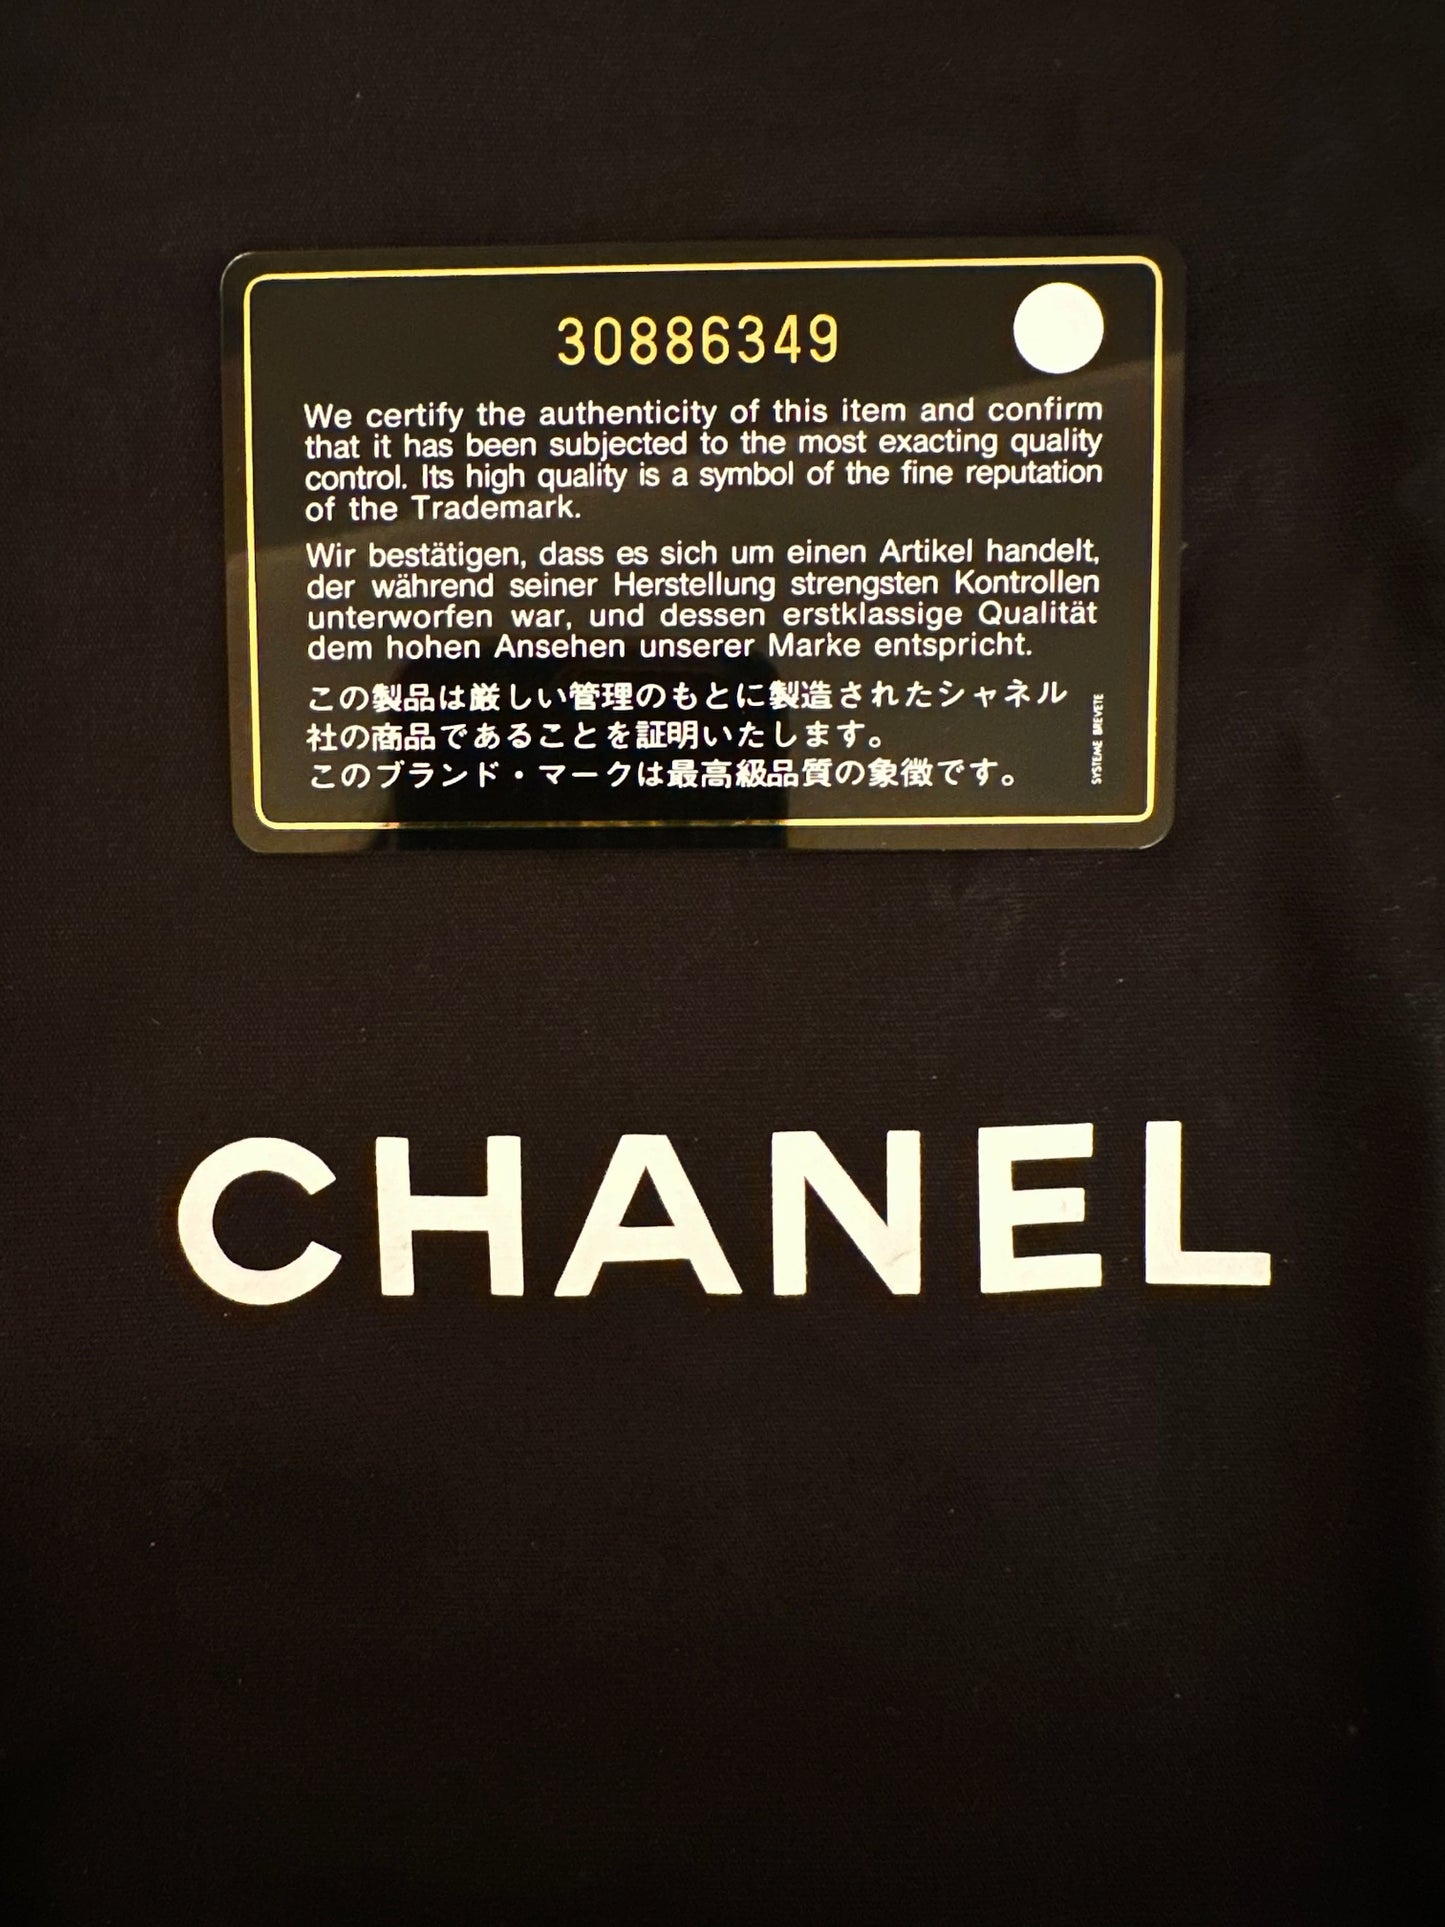 30886349
We certify the authenticity of this item and confirm
that it has been subjected to the most exacting quality
control. Its high quality is a symbol of the fine reputation
of the Trademark.
Wir bestätigen, dass es sich um einen Artikel handelt,
der während seiner Herstellung strengsten Kontrollen
unterworfen war, und dessen erstklassige Qualität
dem hohen Ansehen unserer Marke entspricht.
この製品は厳しい管理のもとに製造されたシャネル
社の商品であることを証明いたします。
このブランド・マークは最高級品質の象徴です。
SYSTEME BREVETE
CHANEL